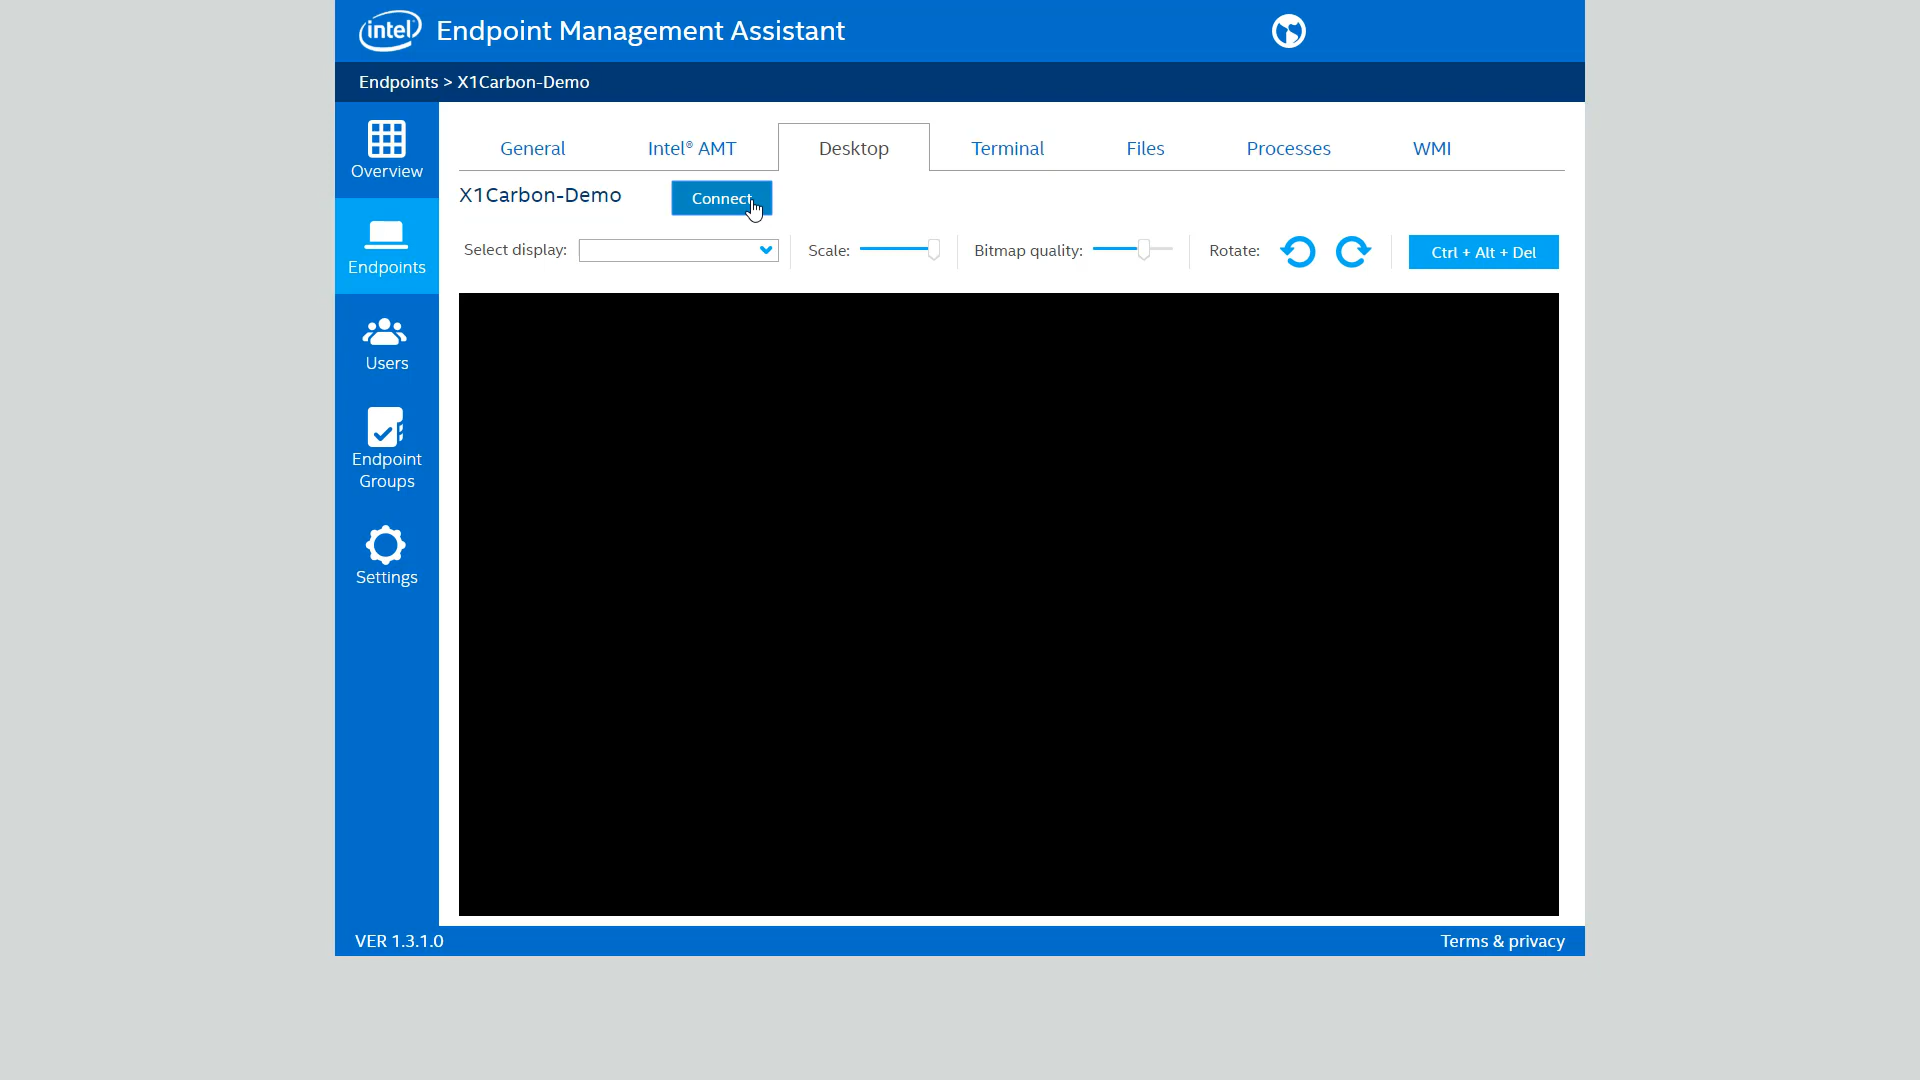 intel Endpoint Management Assistant
Endpoints > X1Carbon-Demo
Overview
Endpoints
Users
Endpoint
Groups
Settings
General Intel® AMT Desktop Terminal Files Processes WMI
X1Carbon-Demo Connect
Select display: Scale: Bitmap quality: Rotate: Ctrl + Alt + Del
VER 1.3.1.0 Terms & privacy